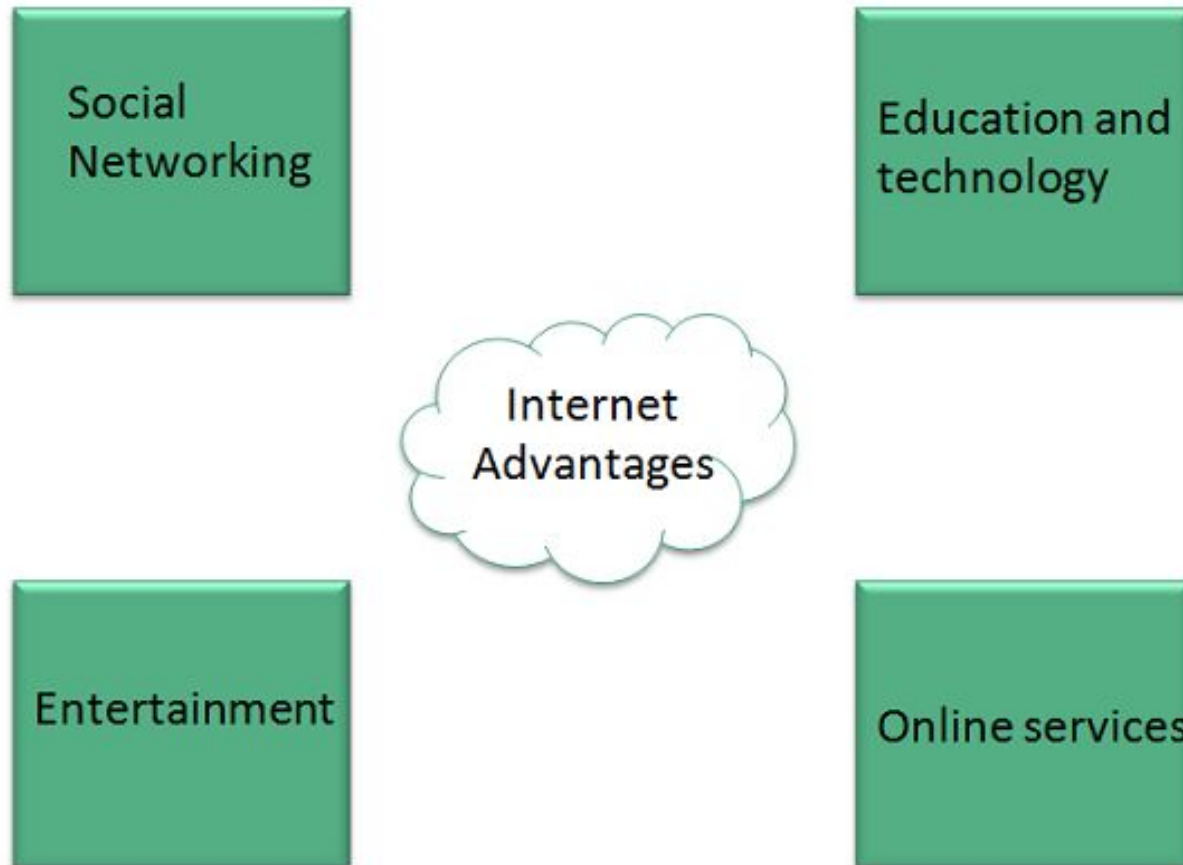 Social
Networking
Education and
technology
Internet
Advantages
Entertainment
Online services